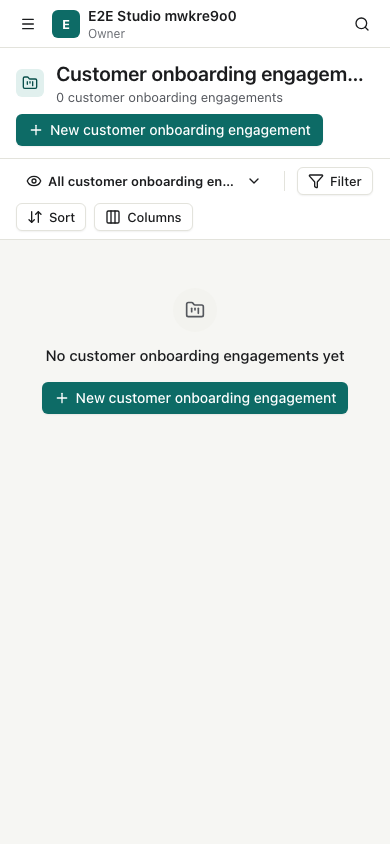 E
E2E Studio mwkre9o0
Owner
Customer onboarding engagem...
0 customer onboarding engagements
New customer onboarding engagement
All customer onboarding en...
Filter
Sort
Columns
No customer onboarding engagements yet
New customer onboarding engagement